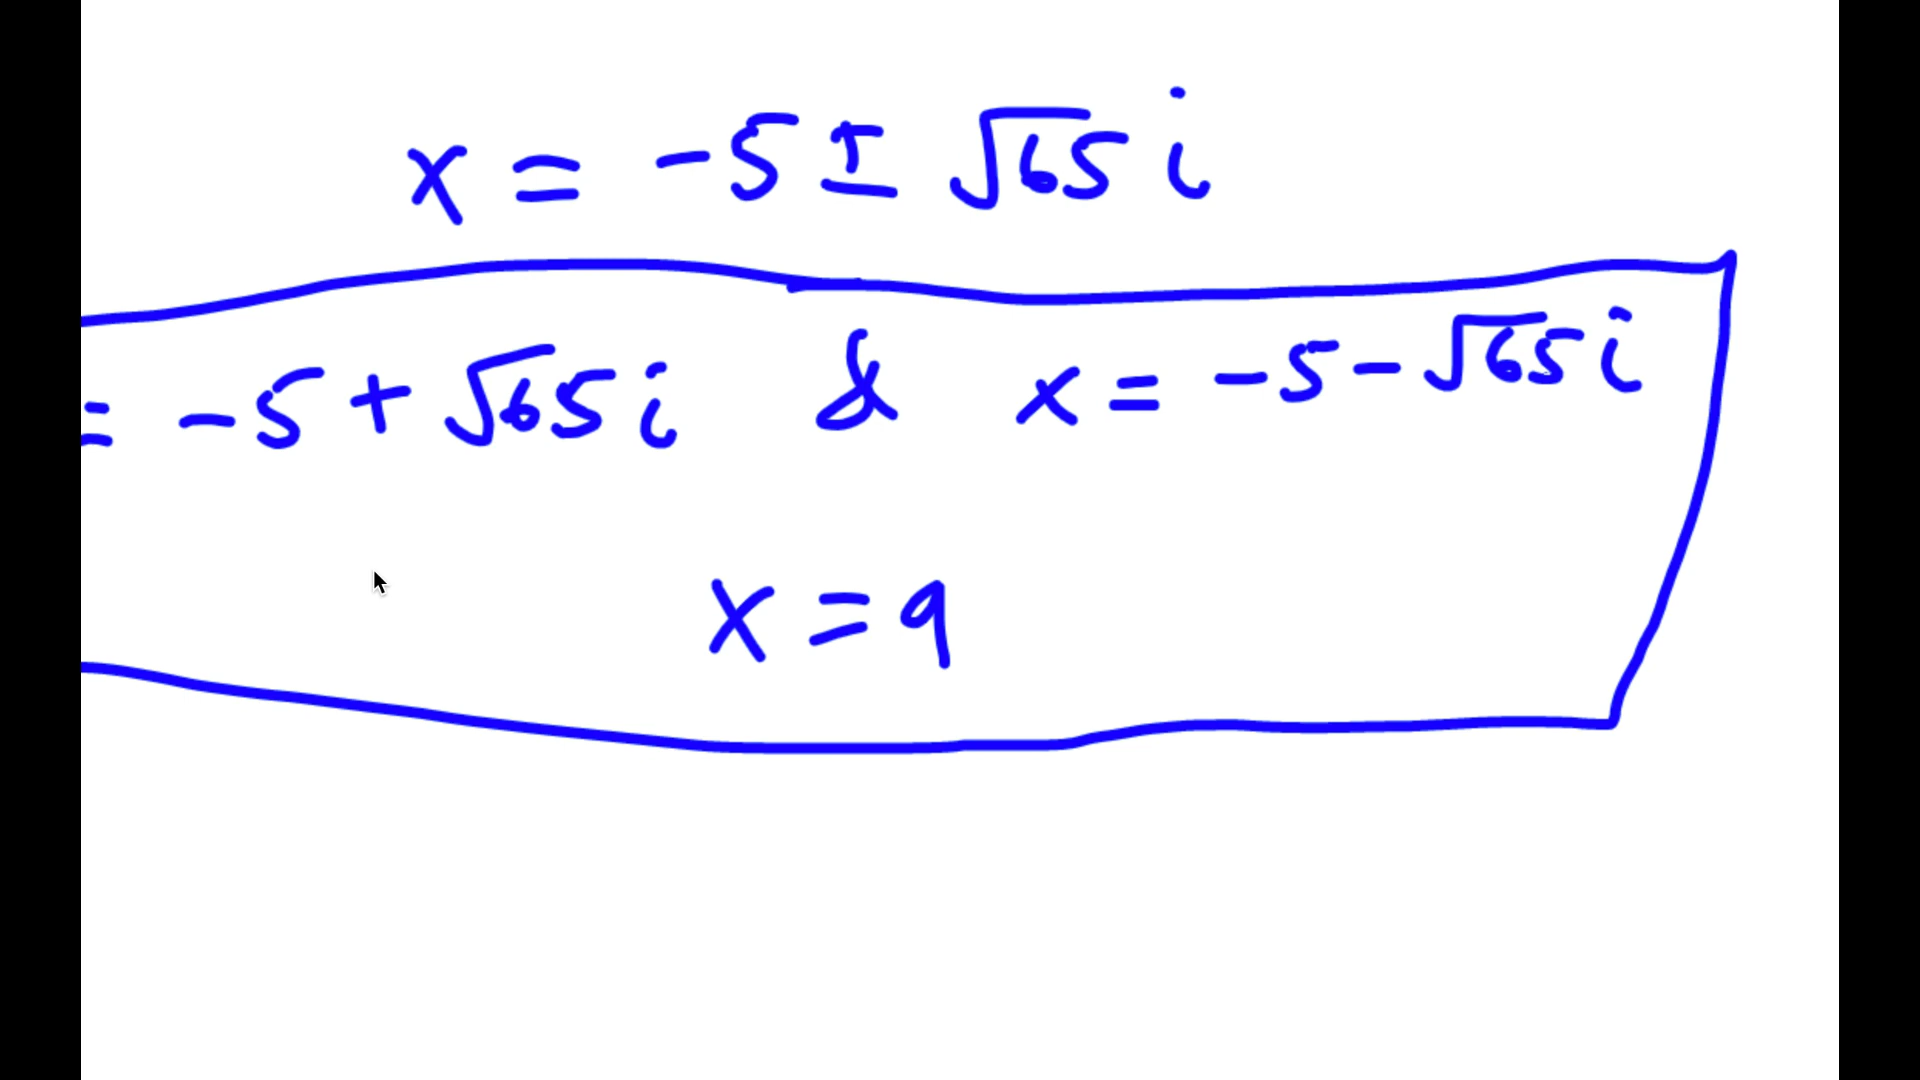 x = -5 ± √65 i
= -5 + √65 i & x = -5 - √65 i
x = 9